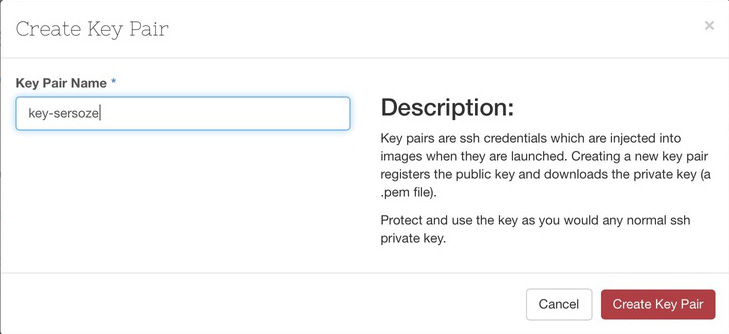 Create Key Pair
×
Key Pair Name *
key-sersoze
Description:
Key pairs are ssh credentials which are injected into
images when they are launched. Creating a new key pair
registers the public key and downloads the private key (a
.pem file).
Protect and use the key as you would any normal ssh
private key.
Cancel
Create Key Pair